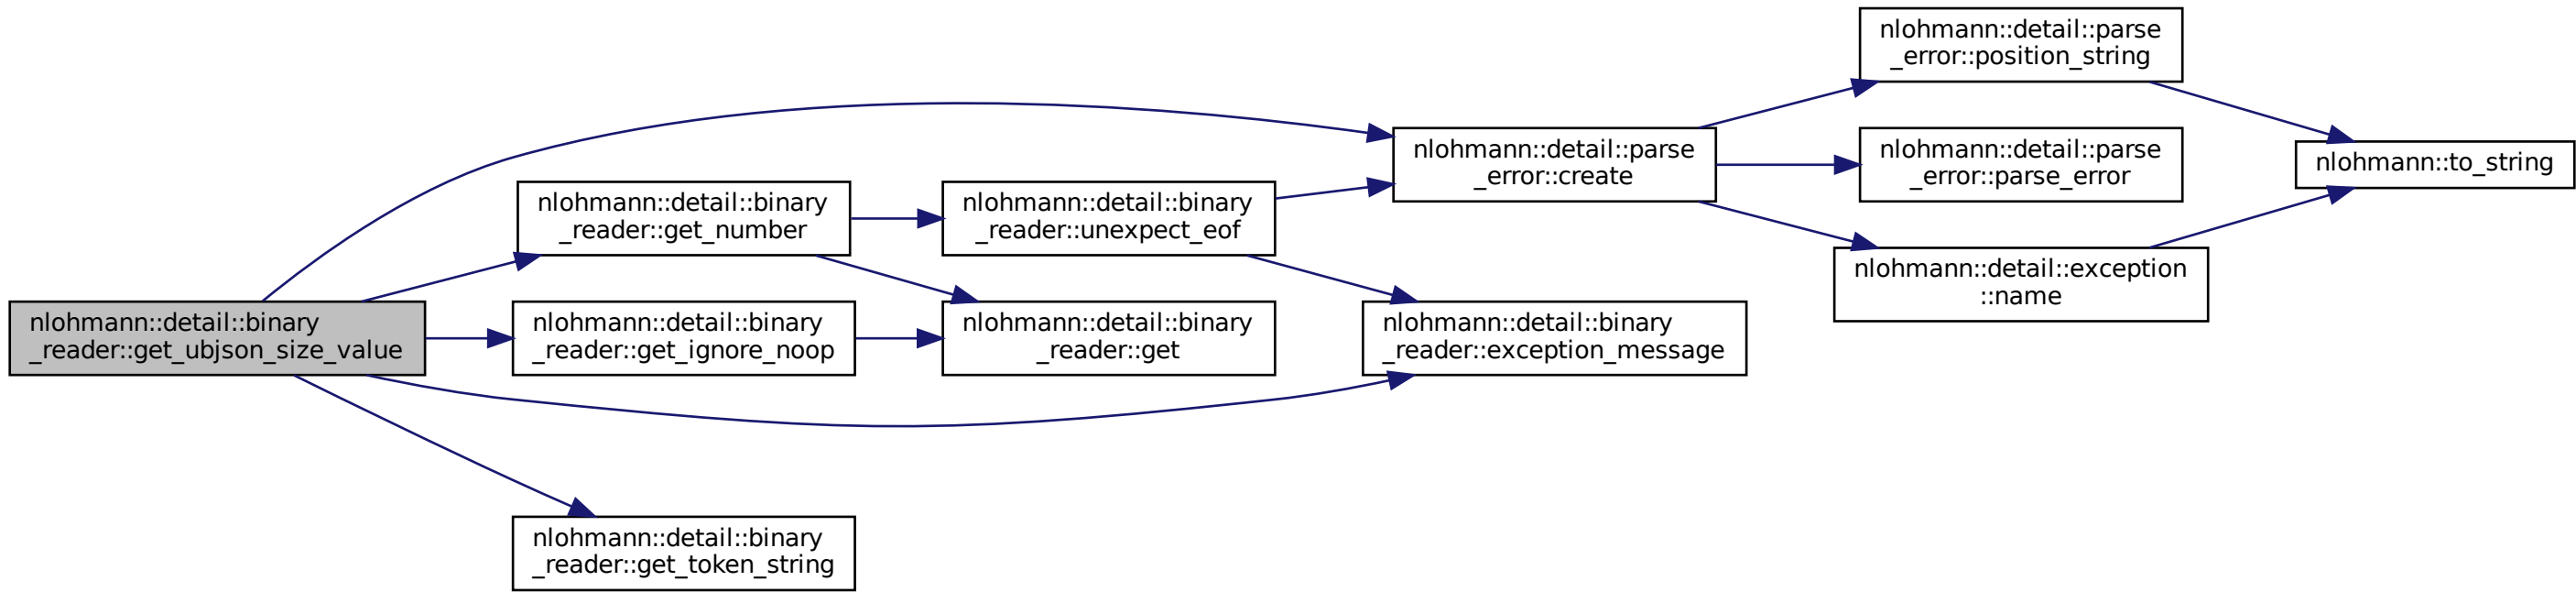 nlohmann::detail::binary
_reader::get_ubjson_size_value
nlohmann::detail::binary
_reader::get_number
nlohmann::detail::binary
_reader::get_ignore_noop
nlohmann::detail::binary
_reader::get_token_string
nlohmann::detail::binary
_reader::unexpect_eof
nlohmann::detail::binary
_reader::get
nlohmann::detail::parse
_error::create
nlohmann::detail::binary
_reader::exception_message
nlohmann::detail::parse
_error::position_string
nlohmann::detail::parse
_error::parse_error
nlohmann::detail::exception
::name
nlohmann::to_string